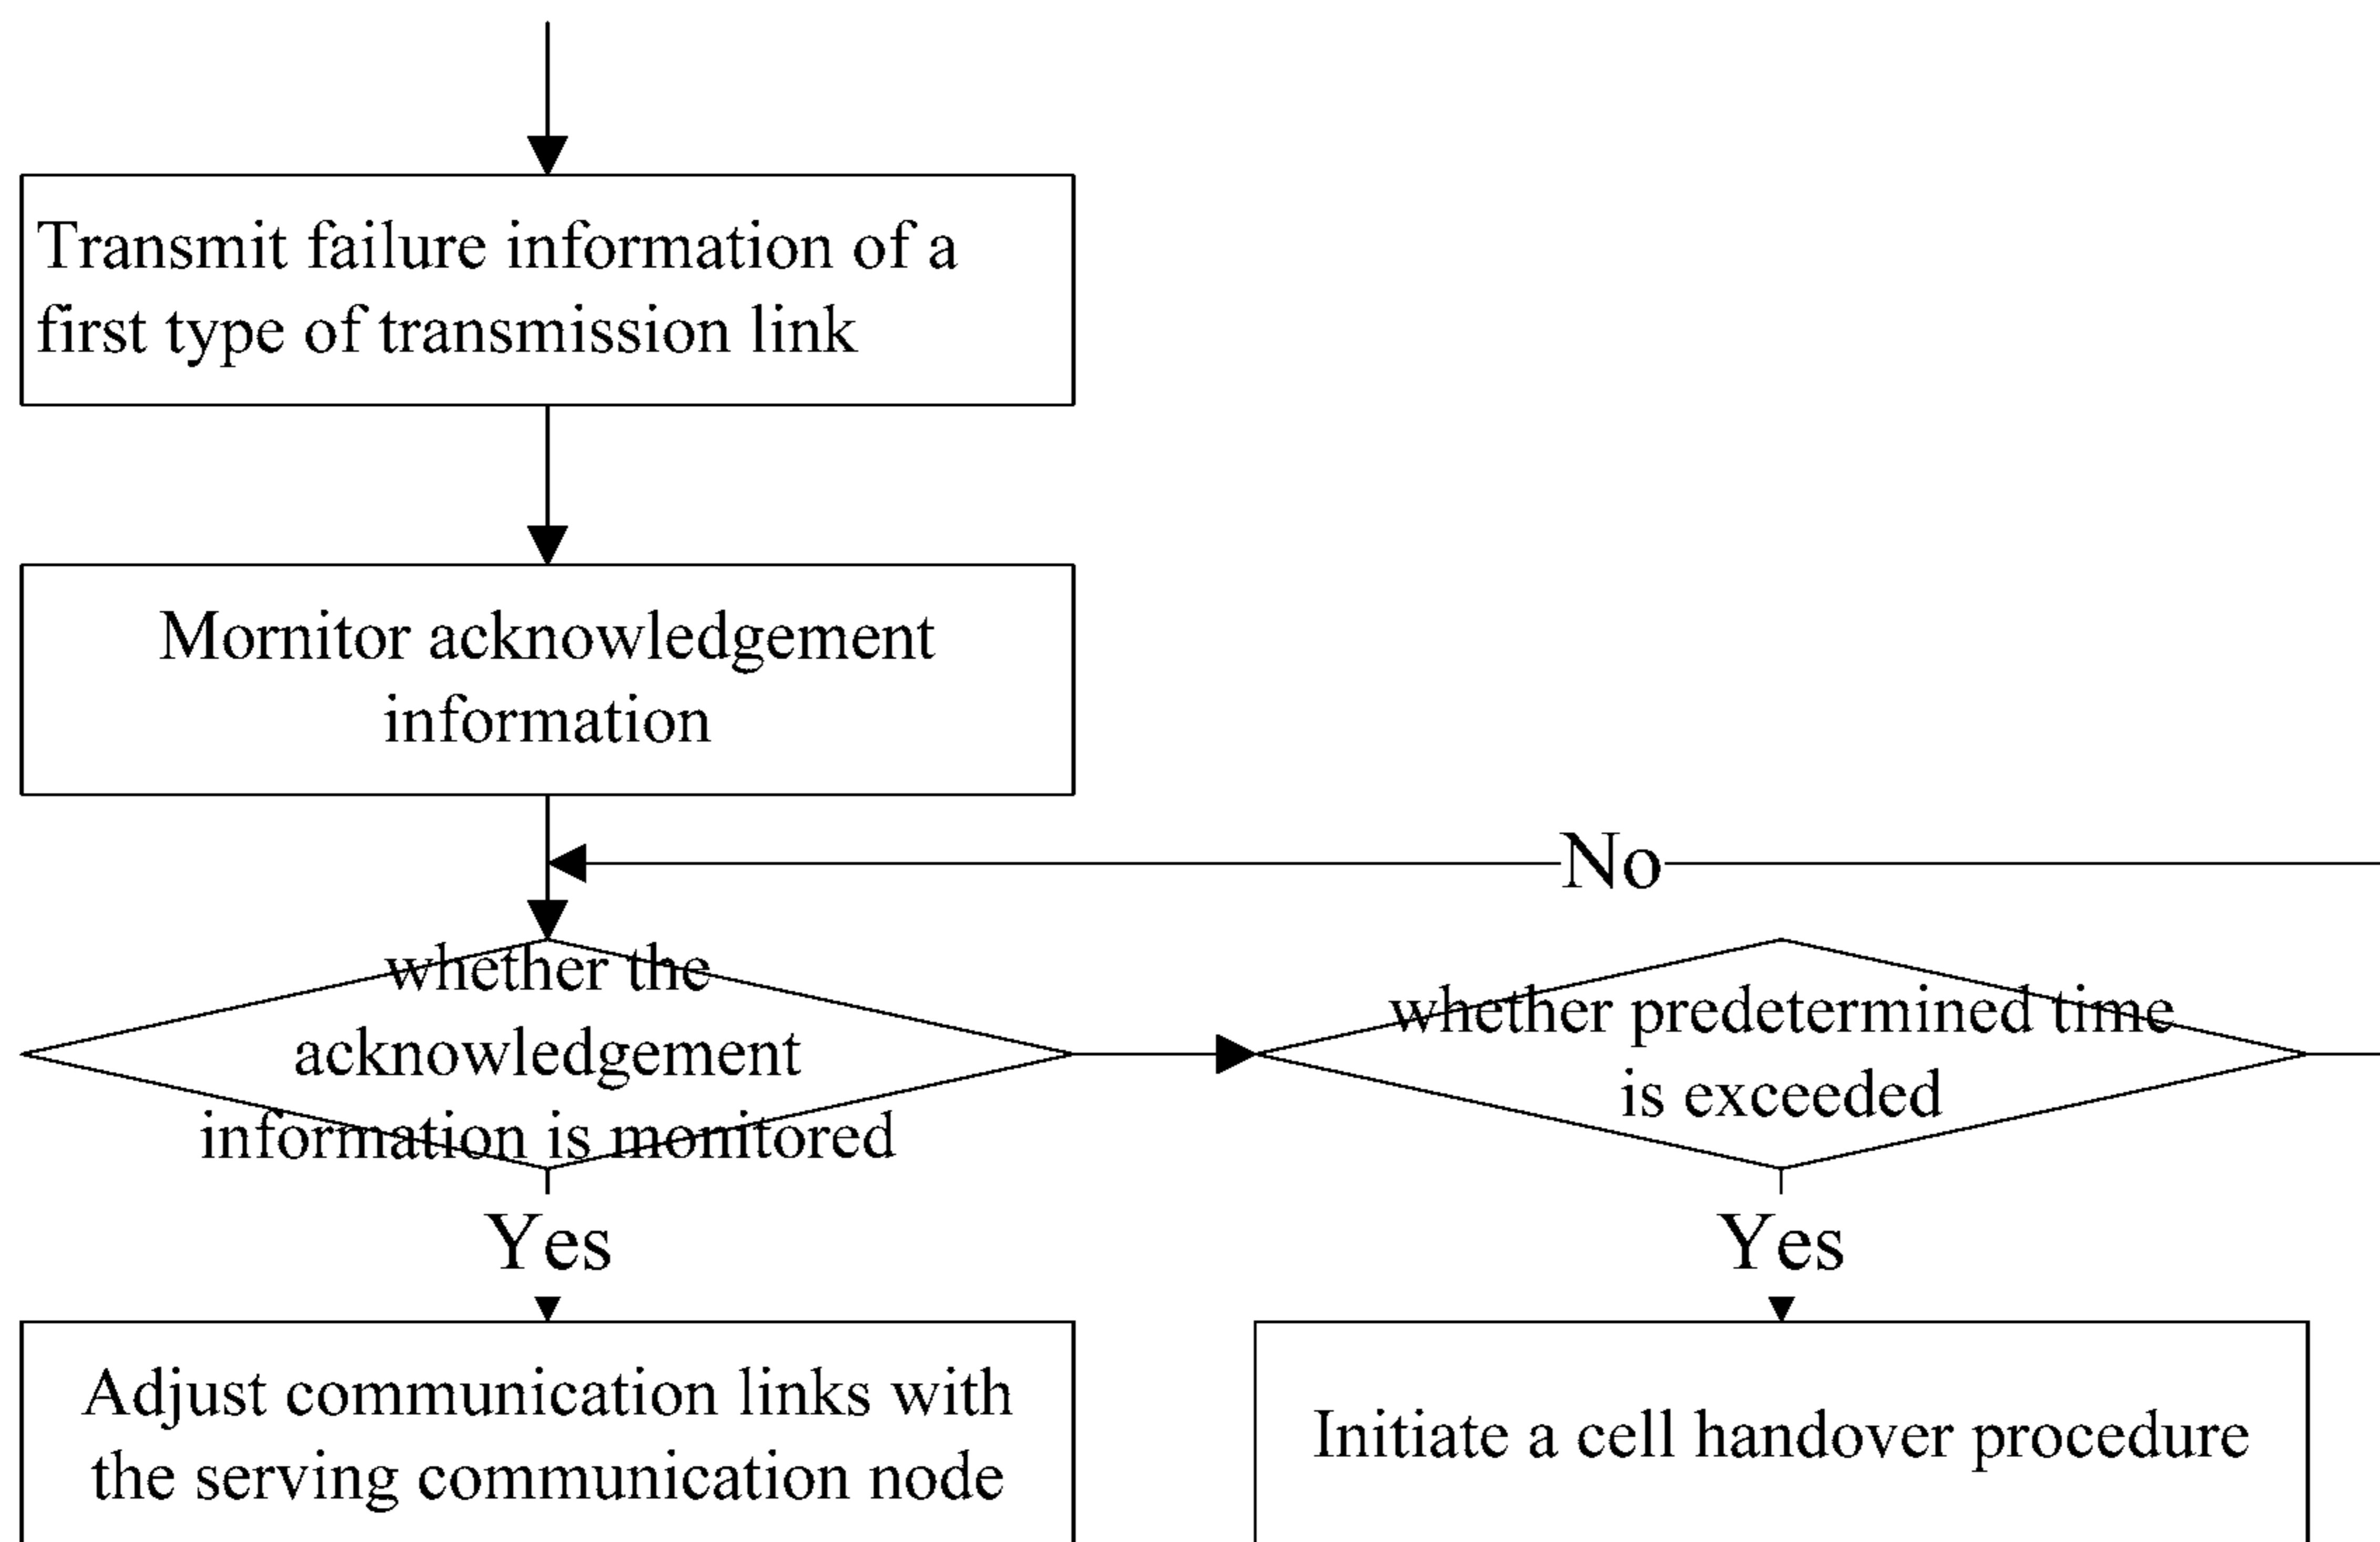 Transmit failure information of a
first type of transmission link
Mornitor acknowledgement
information
No
whether the
acknowledgement
information is monitored
whether predetermined time
is exceeded
Yes
Yes
Adjust communication links with
the serving communication node
Initiate a cell handover procedure